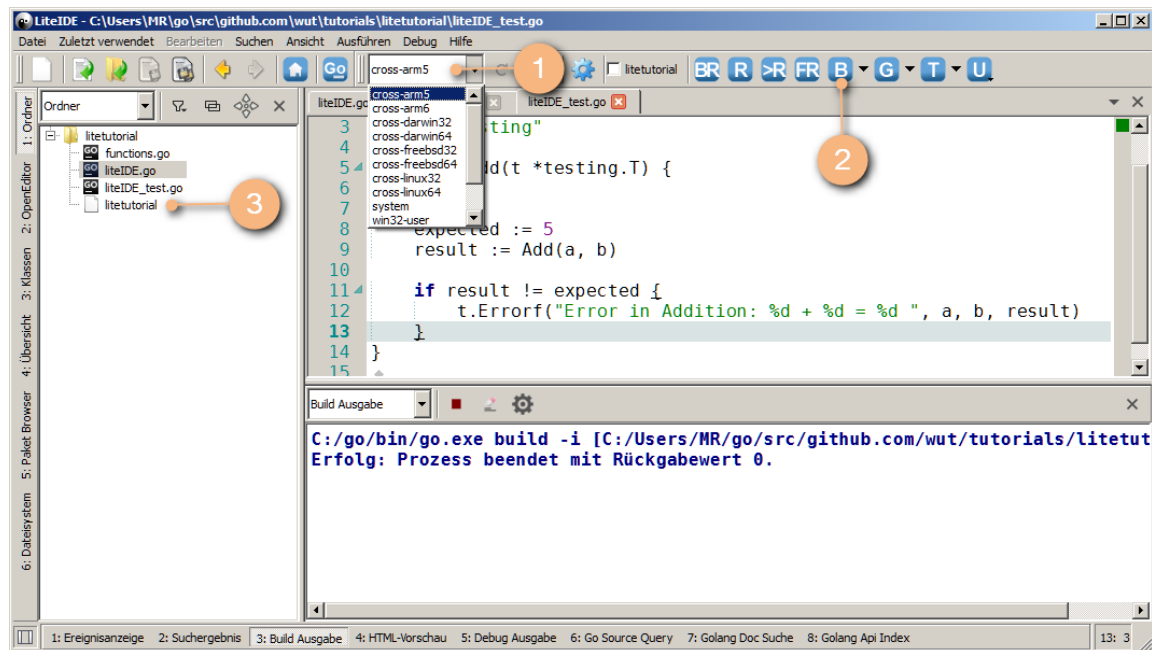 LiteIDE - C:\Users\MR\go\src\github.com\wut\tutorials\litetutorial\liteIDE_test.go
Datei Zuletzt verwendet Bearbeiten Suchen Ansicht Ausführen Debug Hilfe
Go cross-arm5 1 litetutorial BR R >R FR B G T U
1: Ordner
2: OpenEditor
3: Klassen
4: Übersicht
5: Paket Browser
6: Dateisystem
Ordner
litetutorial
GO functions.go
GO liteIDE.go
GO liteIDE_test.go
litetutorial
3
cross-arm5
cross-arm6
cross-darwin32
cross-darwin64
cross-freebsd32
cross-freebsd64
cross-linux32
cross-linux64
system
win32-user
2
liteIDE.go liteIDE_test.go
3 sting"
4
5 dd(t *testing.T) {
6
7
8 expected := 5
9 result := Add(a, b)
10
11 if result != expected {
12 t.Errorf("Error in Addition: %d + %d = %d ", a, b, result)
13 }
14 }
15
Build Ausgabe
C:/go/bin/go.exe build -i [C:/Users/MR/go/src/github.com/wut/tutorials/litetut
Erfolg: Prozess beendet mit Rückgabewert 0.
1: Ereignisanzeige 2: Suchergebnis 3: Build Ausgabe 4: HTML-Vorschau 5: Debug Ausgabe 6: Go Source Query 7: Golang Doc Suche 8: Golang Api Index 13: 3